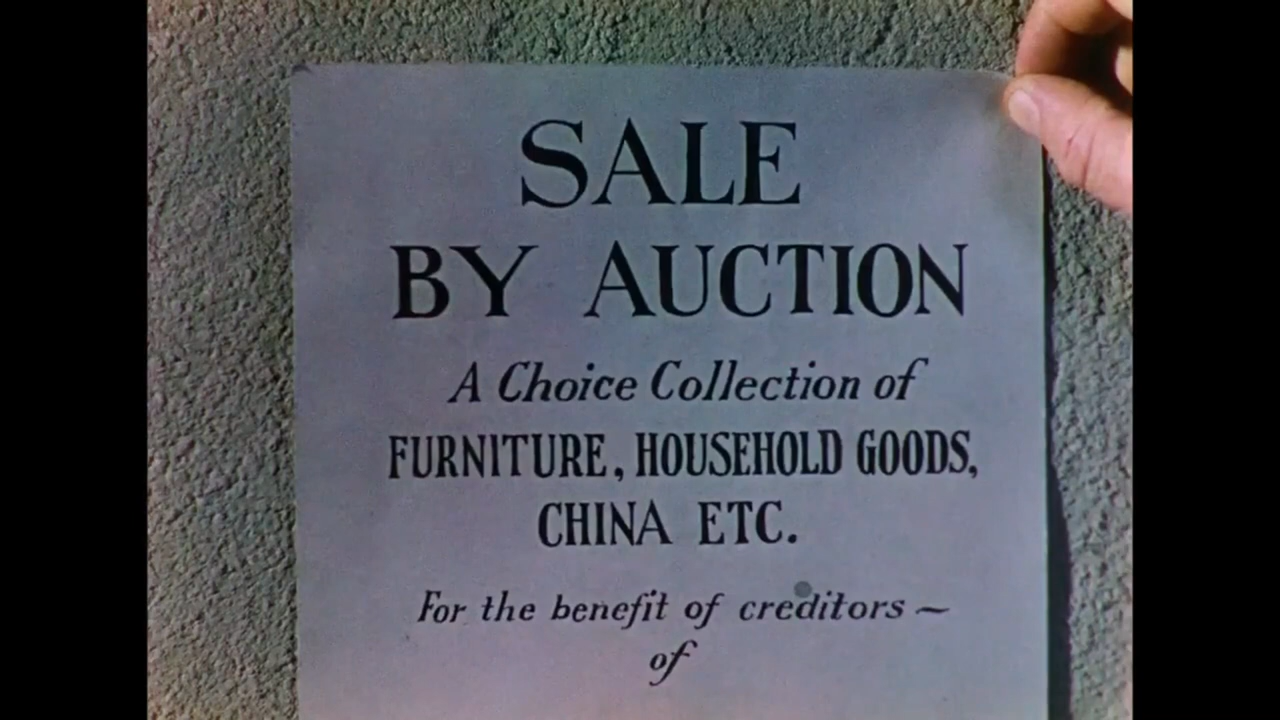 SALE
BY AUCTION
A Choice Collection of
FURNITURE, HOUSEHOLD GOODS,
CHINA ETC.
For the benefit of creditors ~
of